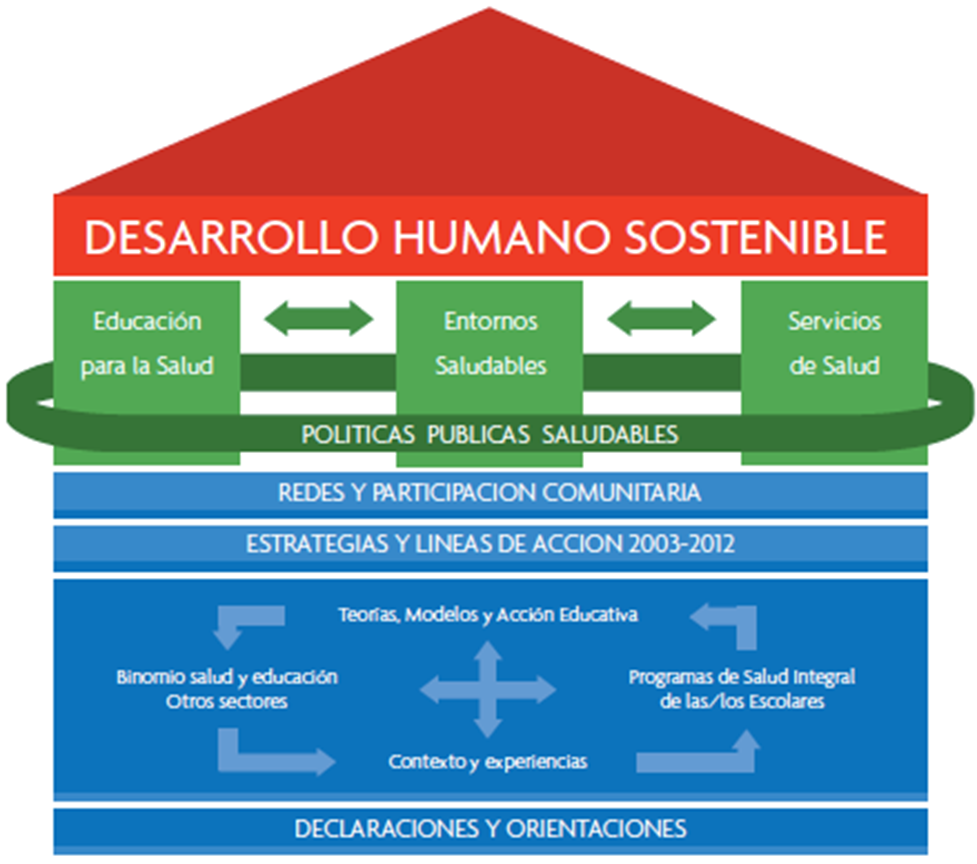 DESARROLLO HUMANO SOSTENIBLE
Educación
para la Salud
Entornos
Saludables
Servicios
de Salud
POLITICAS PUBLICAS SALUDABLES
REDES Y PARTICIPACION COMUNITARIA
ESTRATEGIAS Y LINEAS DE ACCION 2003-2012
Teorías, Modelos y Acción Educativa
Binomio salud y educación
Otros sectores
Programas de Salud Integral
de las/los Escolares
Contexto y experiencias
DECLARACIONES Y ORIENTACIONES